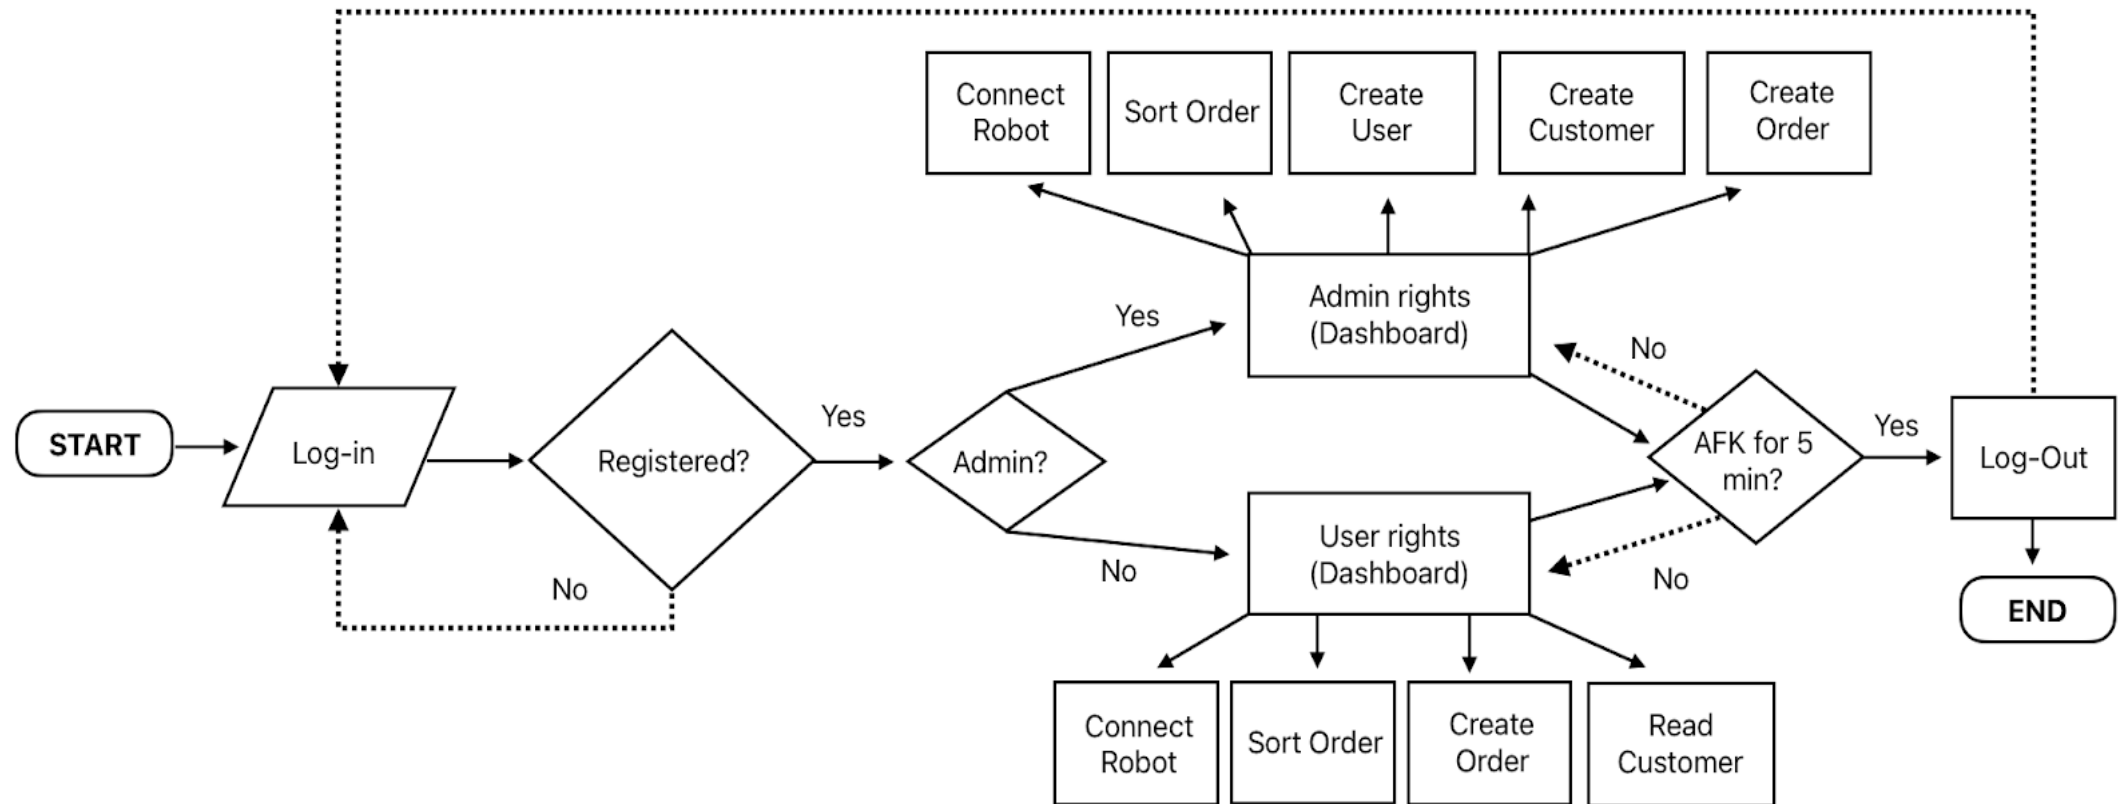 Connect
Robot
Sort Order
Create
User
Create
Customer
Create
Order
Yes
Admin rights
(Dashboard)
No
START
Log-in
Registered?
Yes
Admin?
AFK for 5
min?
Yes
Log-Out
No
No
User rights
(Dashboard)
No
END
Connect
Robot
Sort Order
Create
Order
Read
Customer